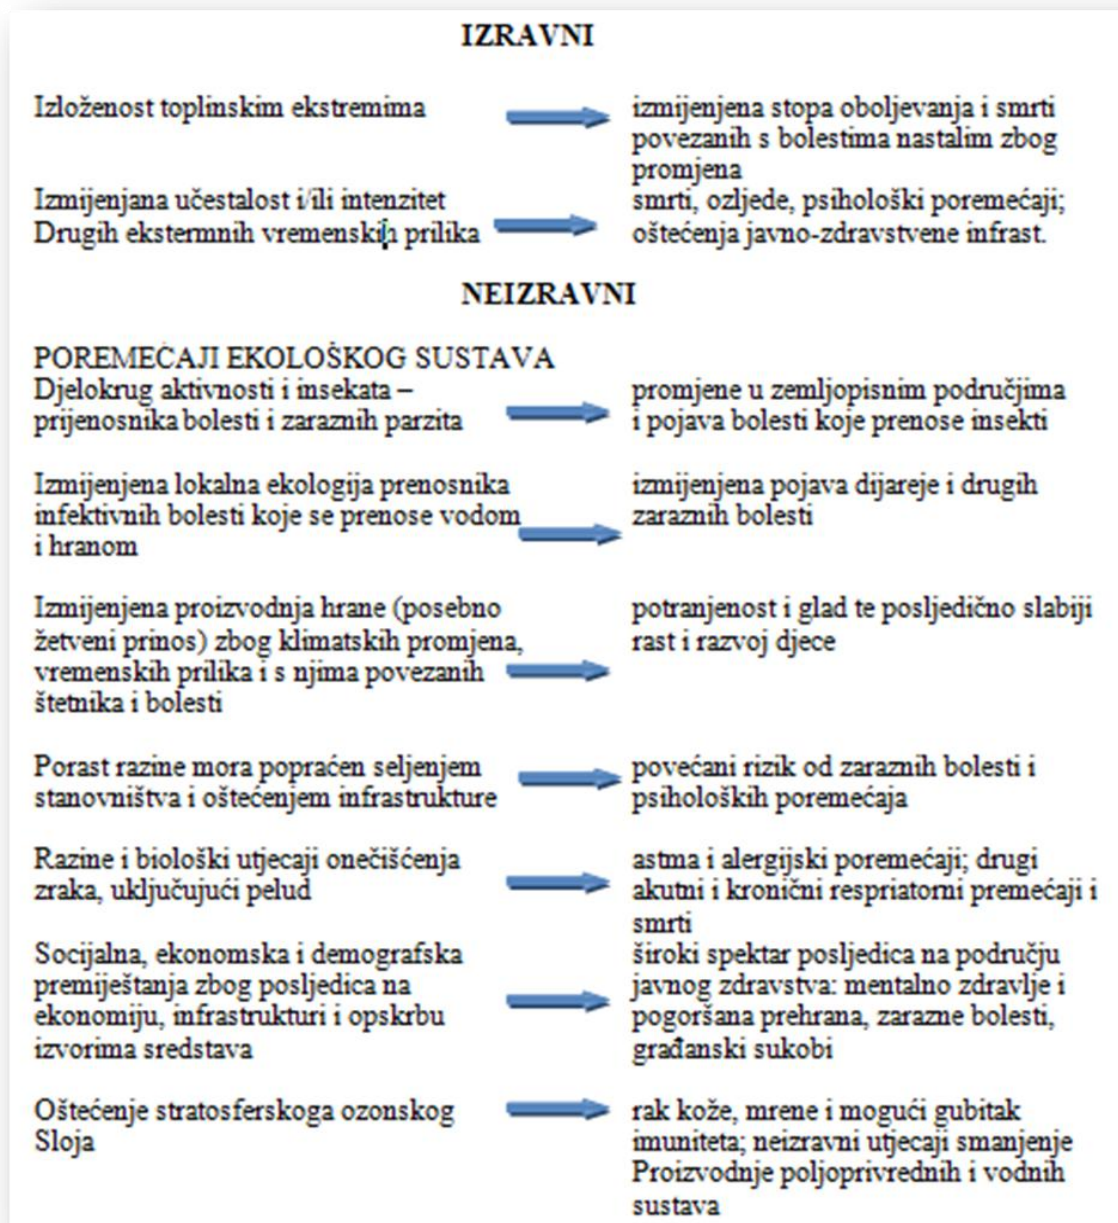 IZRAVNI
Izloženost toplinskim ekstremima
izmijenjena stopa oboljevanja i smrti
povezanih s bolestima nastalim zbog
promjena
Izmijenjana učestalost i/ili intenzitet
Drugih ekstermnih vremenskih prilika
smrti, ozljede, psihološki poremećaji;
oštećenja javno-zdravstvene infrast.
NEIZRAVNI
POREMEĆAJI EKOLOŠKOG SUSTAVA
Djelokrug aktivnosti i insekata –
prijenosnika bolesti i zaraznih parzita
promjene u zemljopisnim područjima
i pojava bolesti koje prenose insekti
Izmijenjena lokalna ekologija prenosnika
infektivnih bolesti koje se prenose vodom
i hranom
izmijenjena pojava dijareje i drugih
zaraznih bolesti
Izmijenjena proizvodnja hrane (posebno
žetveni prinos) zbog klimatskih promjena,
vremenskih prilika i s njima povezanih
štetnika i bolesti
potranjenost i glad te posljedično slabiji
rast i razvoj djece
Porast razine mora popraćen seljenjem
stanovništva i oštećenjem infrastrukture
povećani rizik od zaraznih bolesti i
psiholoških poremećaja
Razine i biološki utjecaji onečišćenja
zraka, uključujući pelud
astma i alergijski poremećaji; drugi
akutni i kronični respriatorni premećaji i
smrti
Socijalna, ekonomska i demografska
premiještanja zbog posljedica na
ekonomiju, infrastrukturi i opskrbu
izvorima sredstava
široki spektar posljedica na području
javnog zdravstva: mentalno zdravlje i
pogoršana prehrana, zarazne bolesti,
građanski sukobi
Oštećenje stratosferskoga ozonskog
Sloja
rak kože, mrene i mogući gubitak
imuniteta; neizravni utjecaji smanjenje
Proizvodnje poljoprivrednih i vodnih
sustava